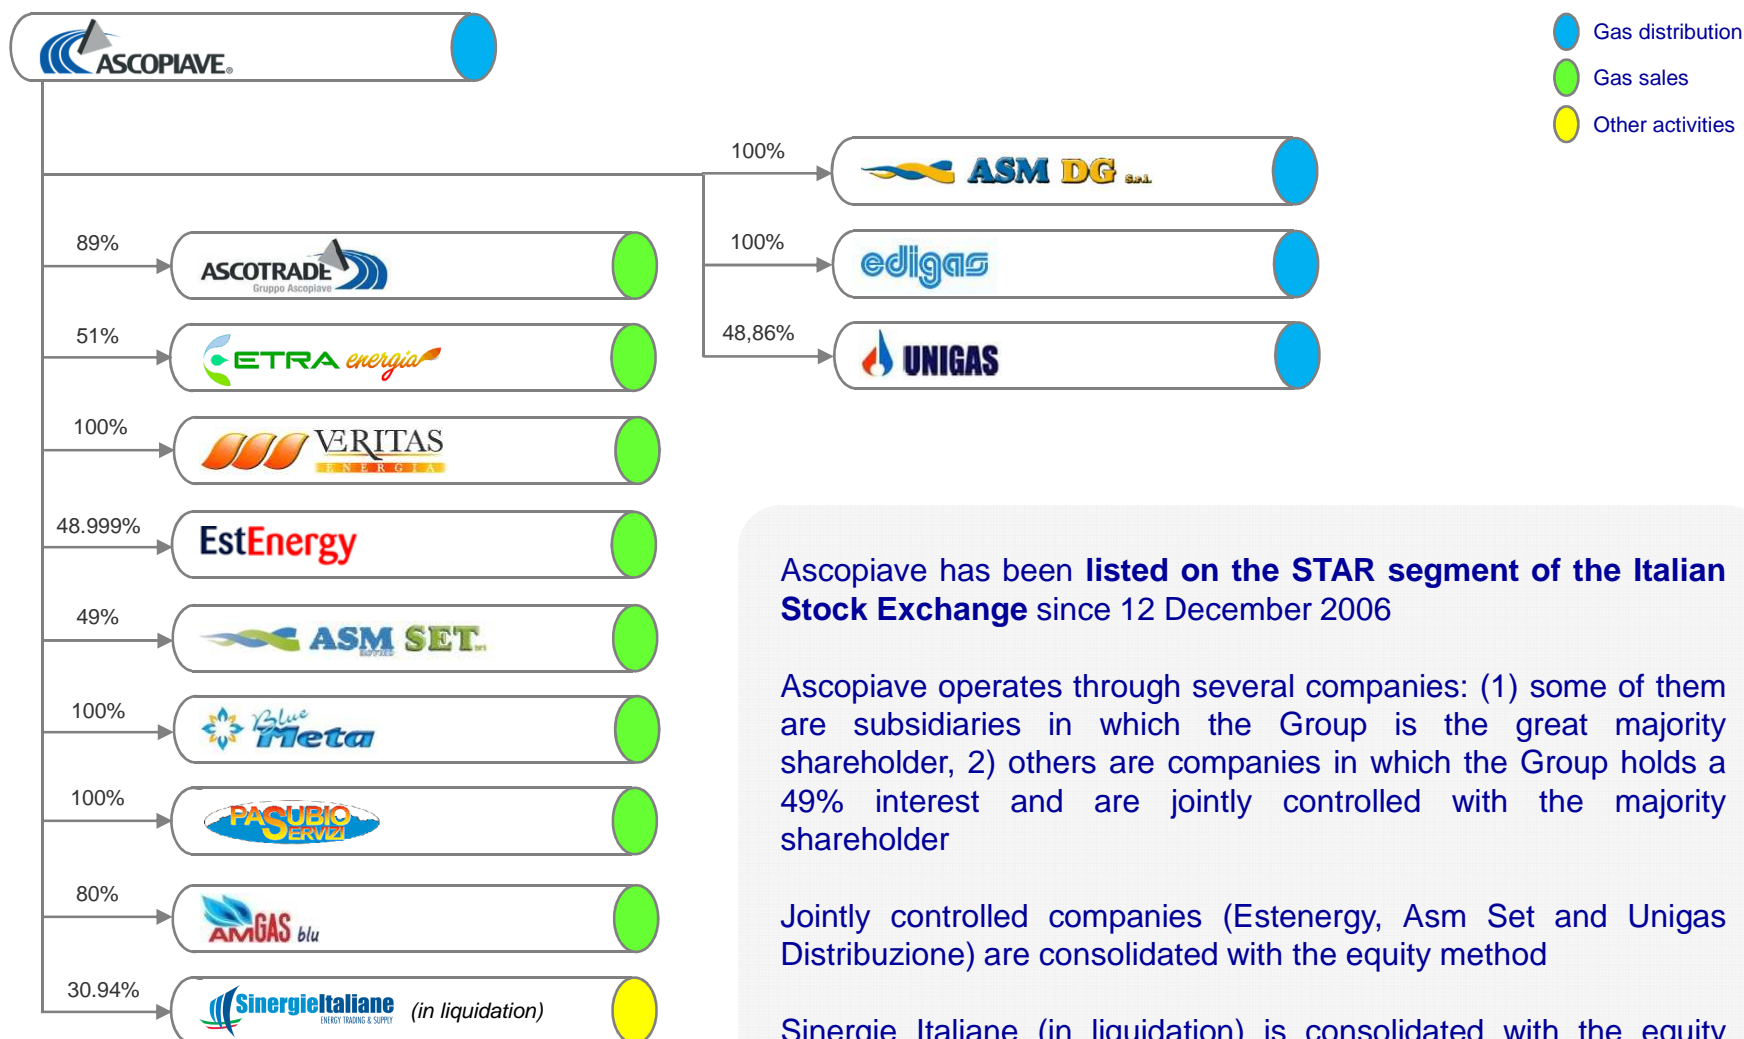 ASCOPIAVE®
Gas distribution
Gas sales
Other activities
100%
ASM DG S.r.l.
89%
ASCOTRADE
Gruppo Ascopiave
100%
edigas
51%
ETRA energia
48,86%
UNIGAS
100%
VERITAS
ENERGIA
48.999%
EstEnergy
49%
ASM SET
100%
Blue
Meta
100%
PASUBIO
SERVIZI
80%
AMGAS blu
30.94%
SinergieItaliane (in liquidation)
ENERGY TRADING & SUPPLY
Ascopiave has been listed on the STAR segment of the Italian
Stock Exchange since 12 December 2006
Ascopiave operates through several companies: (1) some of them
are subsidiaries in which the Group is the great majority
shareholder, 2) others are companies in which the Group holds a
49% interest and are jointly controlled with the majority
shareholder
Jointly controlled companies (Estenergy, Asm Set and Unigas
Distribuzione) are consolidated with the equity method
Sinergie Italiane (in liquidation) is consolidated with the equity